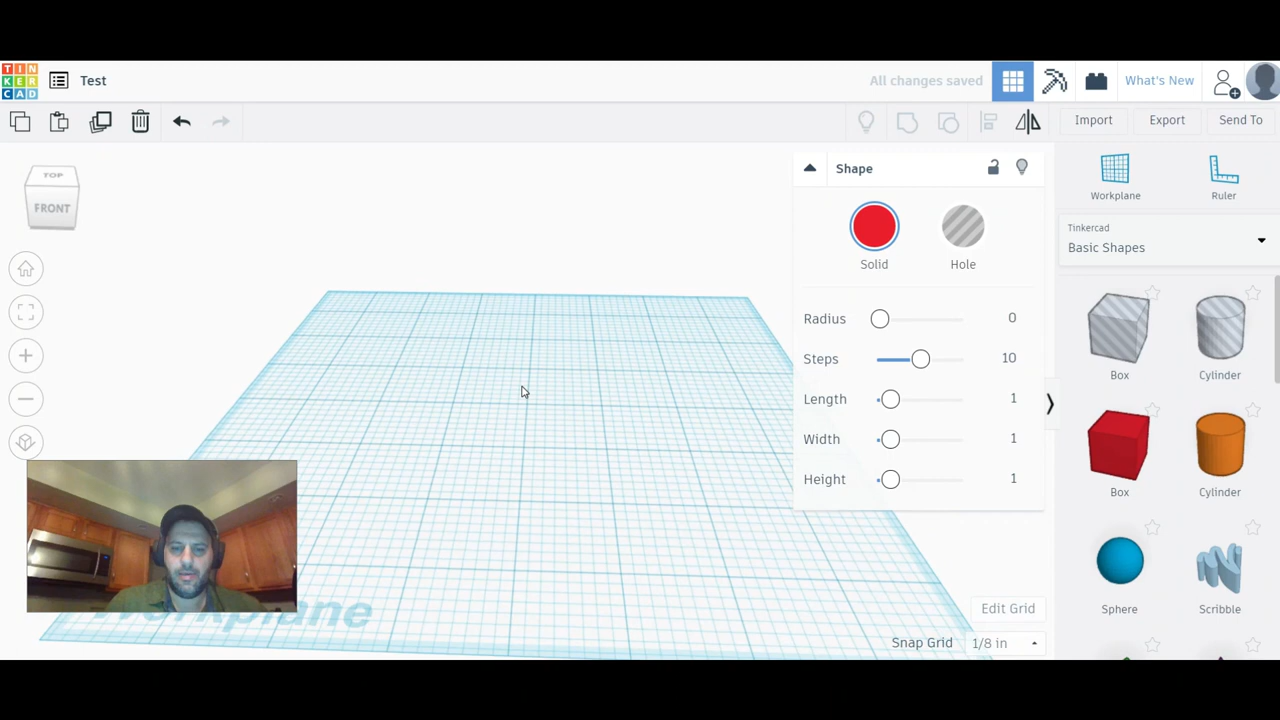 TIN
KER
CAD
Test
All changes saved
What's New
Import
Export
Send To
TOP
FRONT
Shape
Solid
Hole
Radius 0
Steps 10
Length 1
Width 1
Height 1
Workplane
Ruler
Tinkercad
Basic Shapes
Box
Cylinder
Box
Cylinder
Sphere
Scribble
Workplane
Edit Grid
Snap Grid 1/8 in